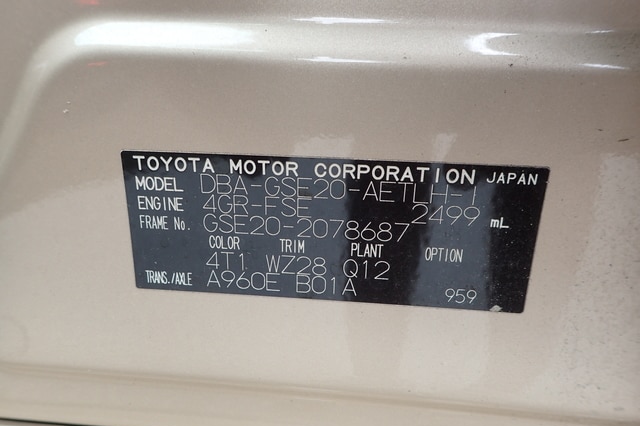 TOYOTA MOTOR CORPORATION JAPAN
MODEL DBA-GSE20-AETLH-1
ENGINE 4GR-FSE 2499 mL
FRAME No. GSE20-2078687
COLOR TRIM PLANT OPTION
4T1 WZ28 Q12
TRANS./AXLE A960E B01A
959